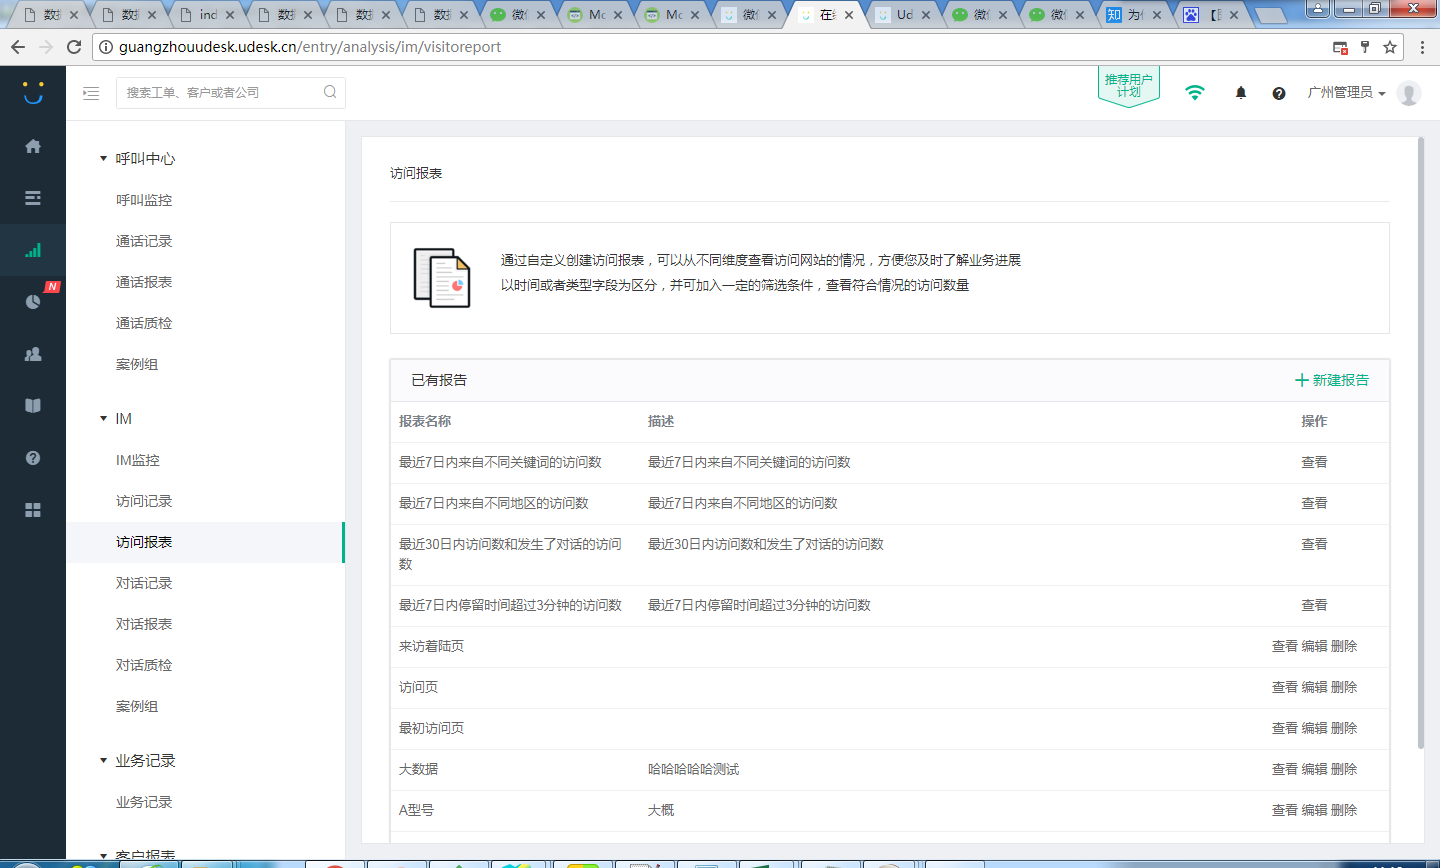 数据
数据
ind
数据
数据
数据
微信
Mo
Mo
微信
在线
Ud
微信
微信
知 为什
【
guangzhouudesk.udesk.cn/entry/analysis/im/visitoreport
搜索工单、客户或者公司
推荐用户
计划
广州管理员
N
呼叫中心
呼叫监控
通话记录
通话报表
通话质检
案例组
IM
IM监控
访问记录
访问报表
对话记录
对话报表
对话质检
案例组
业务记录
业务记录
客户报表
访问报表
通过自定义创建访问报表，可以从不同维度查看访问网站的情况，方便您及时了解业务进展
以时间或者类型字段为区分，并可加入一定的筛选条件，查看符合情况的访问数量
已有报告 新建报告
报表名称 描述 操作
最近7日内来自不同关键词的访问数 最近7日内来自不同关键词的访问数 查看
最近7日内来自不同地区的访问数 最近7日内来自不同地区的访问数 查看
最近30日内访问数和发生了对话的访问 最近30日内访问数和发生了对话的访问数 查看
数
最近7日内停留时间超过3分钟的访问数 最近7日内停留时间超过3分钟的访问数 查看
来访着陆页 查看 编辑 删除
访问页 查看 编辑 删除
最初访问页 查看 编辑 删除
大数据 哈哈哈哈哈测试 查看 编辑 删除
A型号 大概 查看 编辑 删除